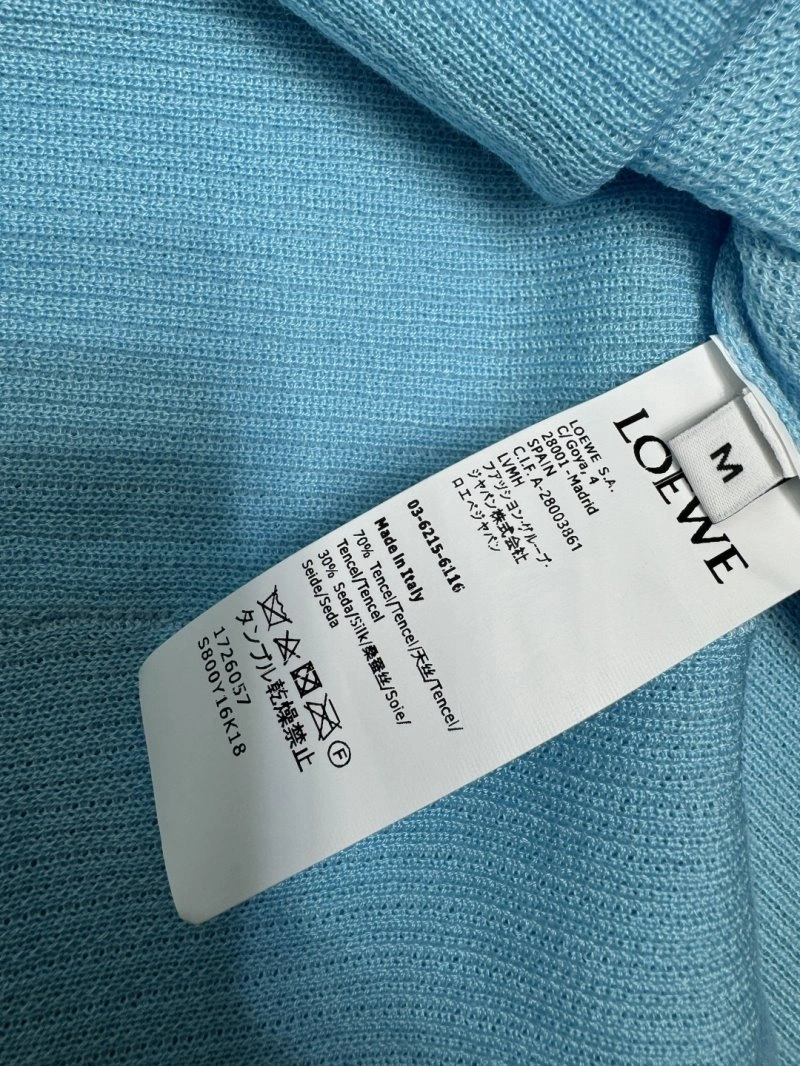 LOEWE
M
LOEWE S.A.
C/Goya, 4
28001 -Madrid
SPAIN
C.I.F. A-28003861
LVMH
ファッション・グループ・
ジャパン株式会社
ロエベジャパン
03-6215-6116
Made in Italy
70% Tencel/Tencel/天丝/Tencel/
Tencel/Tencel
30% Seda/Silk/桑蚕丝/Soie/
Seide/Seda
F
タンブル乾燥禁止
1726057
S800Y16K18